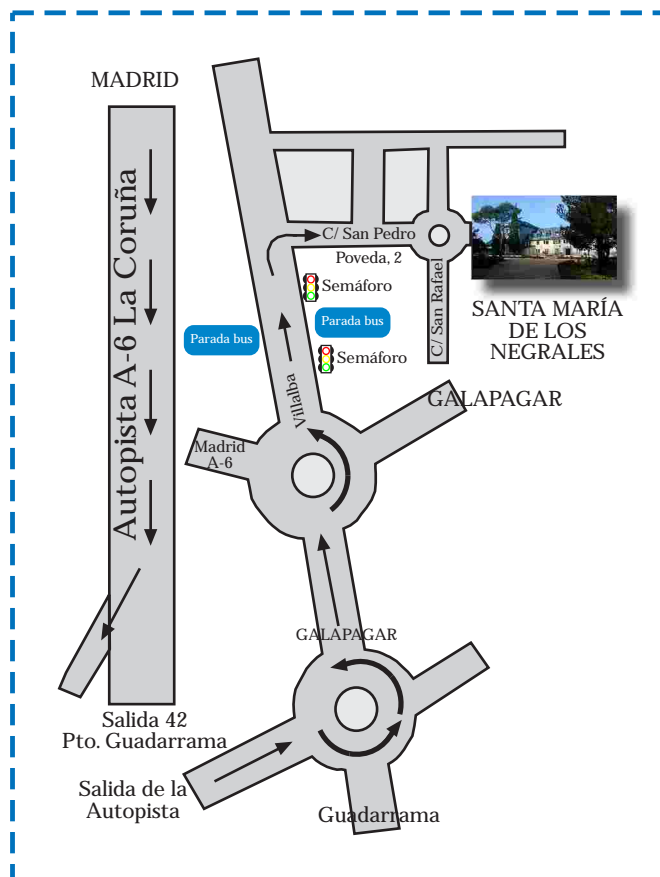 MADRID
Autopista A-6 La Coruña
C/ San Pedro
Poveda, 2
Semáforo
Parada bus
Parada bus
Semáforo
C/ San Rafael
SANTA MARÍA
DE LOS
NEGRALES
Villalba
GALAPAGAR
Madrid
A-6
GALAPAGAR
Salida 42
Pto. Guadarrama
Salida de la
Autopista
Guadarrama